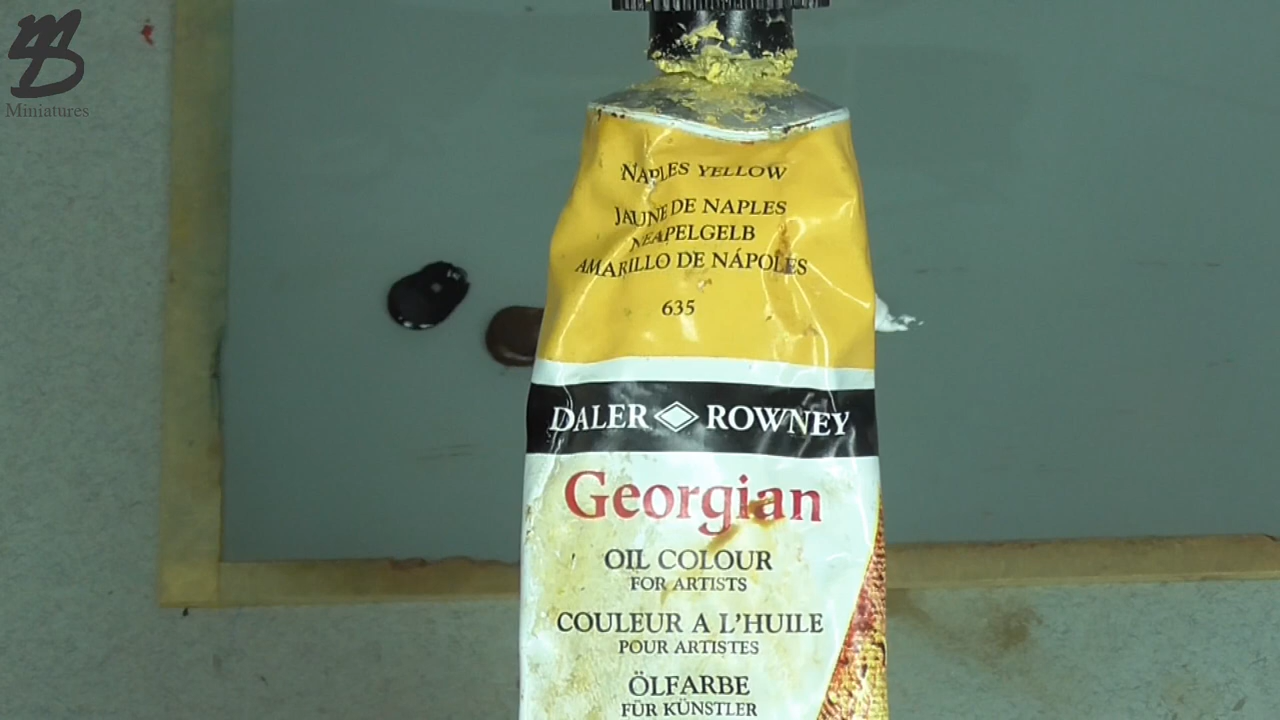 Miniatures
NAPLES YELLOW
JAUNE DE NAPLES
NEAPELGELB
AMARILLO DE NÁPOLES
635
DALER ROWNEY
Georgian
OIL COLOUR
FOR ARTISTS
COULEUR A L'HUILE
POUR ARTISTES
ÖLFARBE
FÜR KÜNSTLER